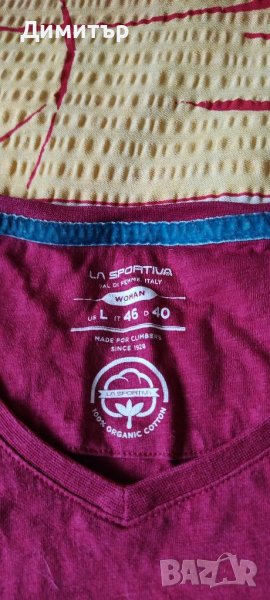 Димитър
LA SPORTIVA
VAL DI FIEMME, ITALY
WOMAN
US L IT 46 D 40
MADE FOR CLIMBERS
SINCE 1928
LA SPORTIVA
100% ORGANIC COTTON
BAZAR